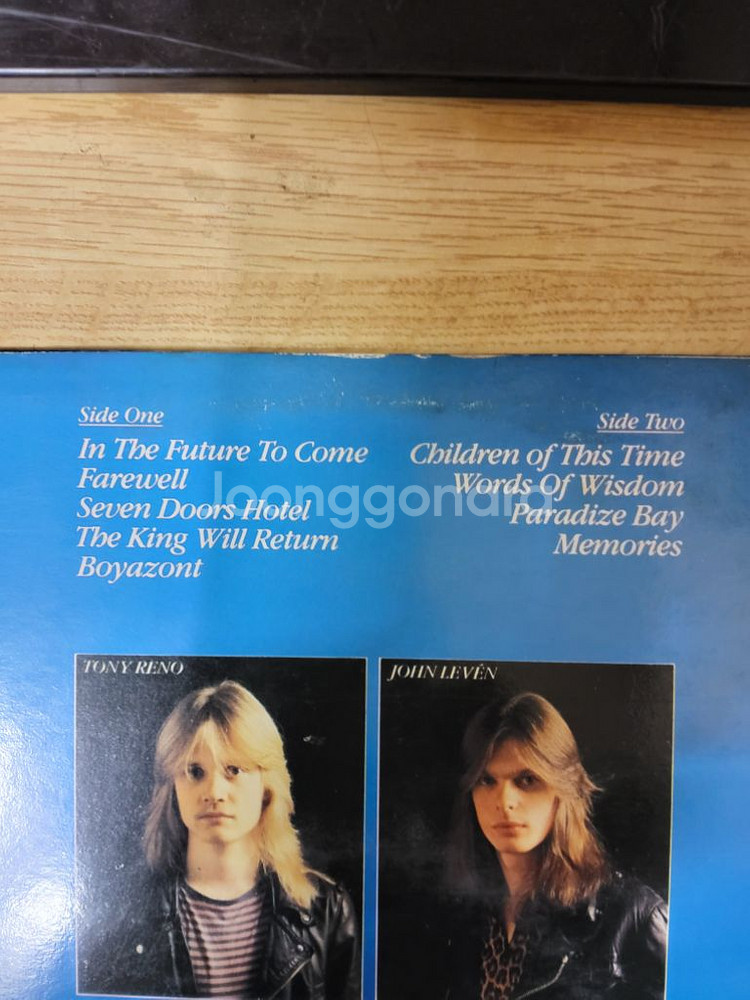 Side One
In The Future To Come
Farewell
Seven Doors Hotel
The King Will Return
Boyazont
Side Two
Children of This Time
Words Of Wisdom
Paradize Bay
Memories
Joonggonara
TONY RENO
JOHN LEVÉN